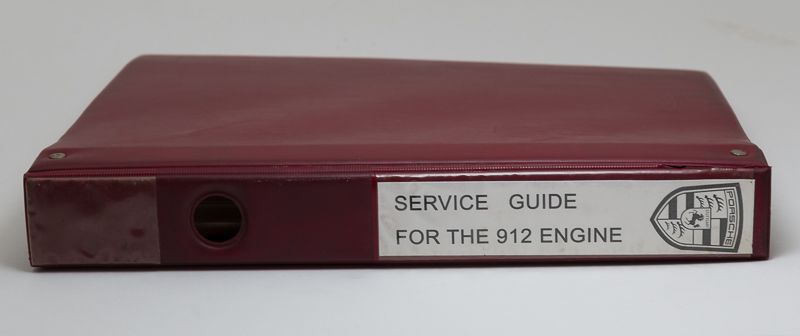 SERVICE GUIDE
FOR THE 912 ENGINE
PORSCHE